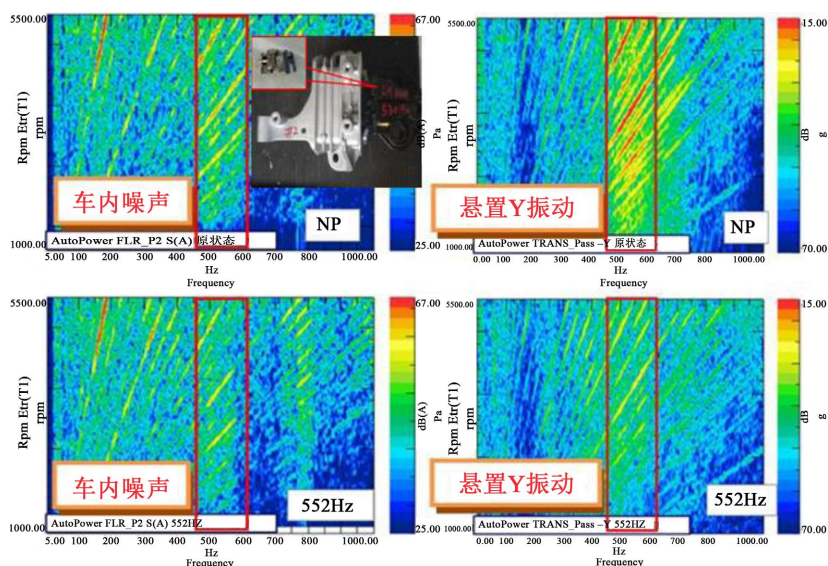 5500.00
67.00
Rpm Etr(T1)
rpm
dB(A)
Pa
车内噪声
NP
AutoPower FLR_P2 S(A) 原状态
1000.00
25.00
5.00 100 200 300 400 500 600 700 800 1000.00
Hz
Frequency
5500.00
-15.00
Rpm Etr(T1)
rpm
dB
g
悬置Y振动
NP
AutoPower TRANS_Pass –Y 原状态
1000.00
70.00
0.00 100 200 300 400 500 600 700 800 1000.00
Hz
Frequency
5500.00
67.00
Rpm Etr(T1)
rpm
dB(A)
Pa
车内噪声
552Hz
AutoPower FLR_P2 S(A) 552HZ
1000.00
25.00
5.00 100 200 300 400 500 600 700 800 1000.00
Hz
Frequency
5500.00
-15.00
Rpm Etr(T1)
rpm
dB
g
悬置Y振动
552Hz
AutoPower TRANS_Pass –Y 552HZ
1000.00
70.00
0.00 100 200 300 400 500 600 700 800 1000.00
Hz
Frequency